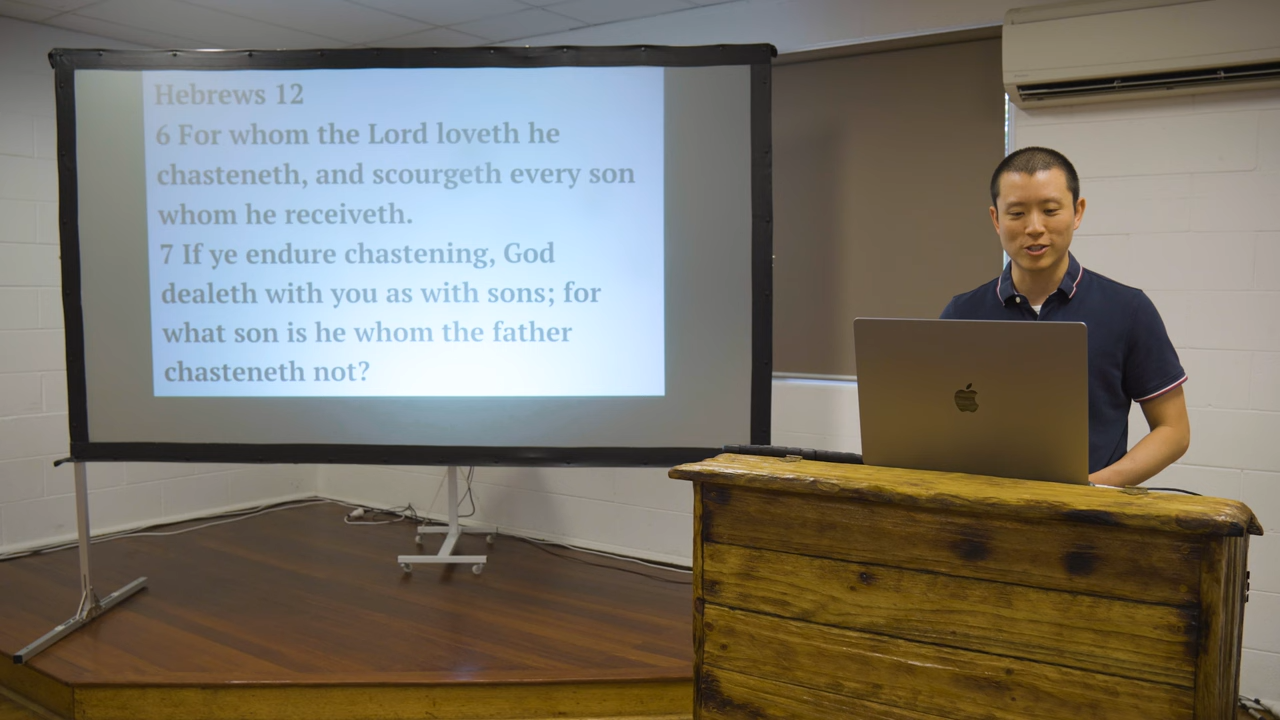 Hebrews 12
6 For whom the Lord loveth he
chasteneth, and scourgeth every son
whom he receiveth.
7 If ye endure chastening, God
dealeth with you as with sons; for
what son is he whom the father
chasteneth not?